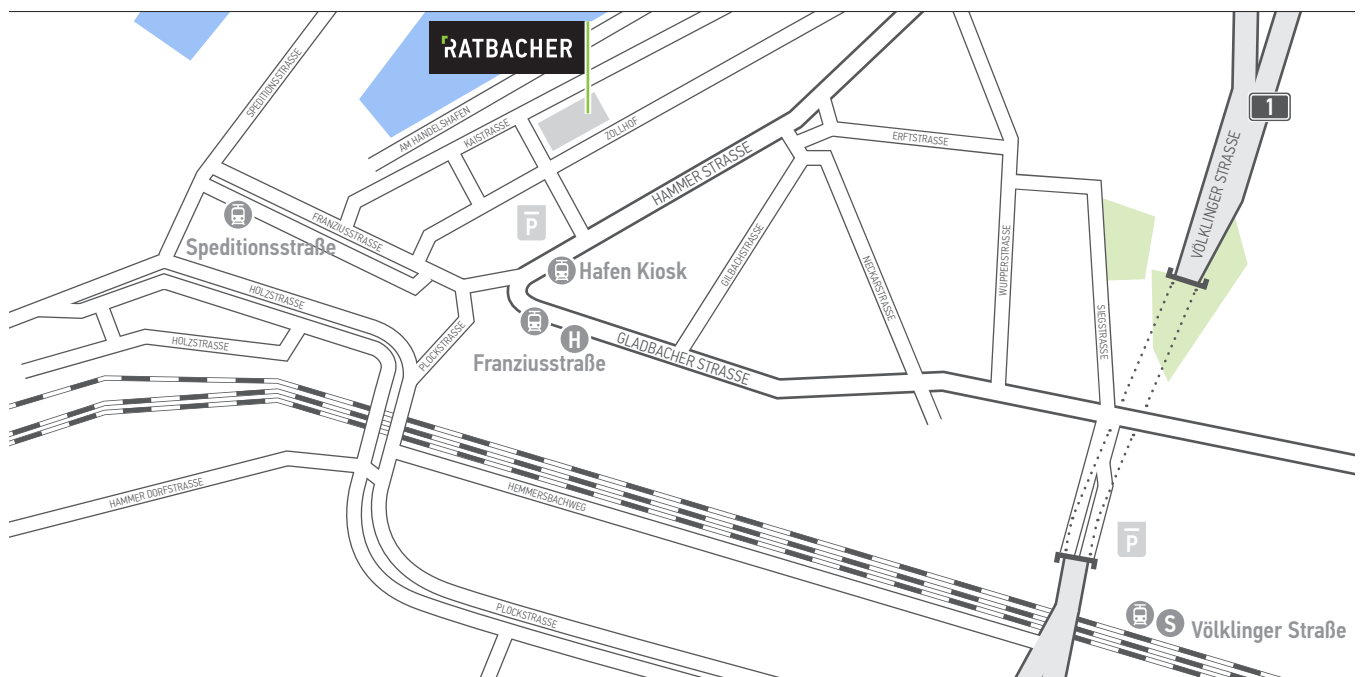 RATBACHER
SPEDITIONSSTRASSE
AM HANDELSHAFEN
KAISTRASSE
ZOLLHOF
1
ERFTSTRASSE
HAMMER STRASSE
VÖLKLINGER STRASSE
FRANZIUSSTRASSE
P
Speditionsstraße
Hafen Kiosk
GILBACHSTRASSE
NECKARSTRASSE
WUPPERSTRASSE
SIEGSTRASSE
HOLZSTRASSE
HOLZSTRASSE
PLOCKSTRASSE
H
Franziusstraße
GLADBACHER STRASSE
HAMMER DORFSTRASSE
HEMMERSBACHWEG
P
PLOCKSTRASSE
S
Völklinger Straße